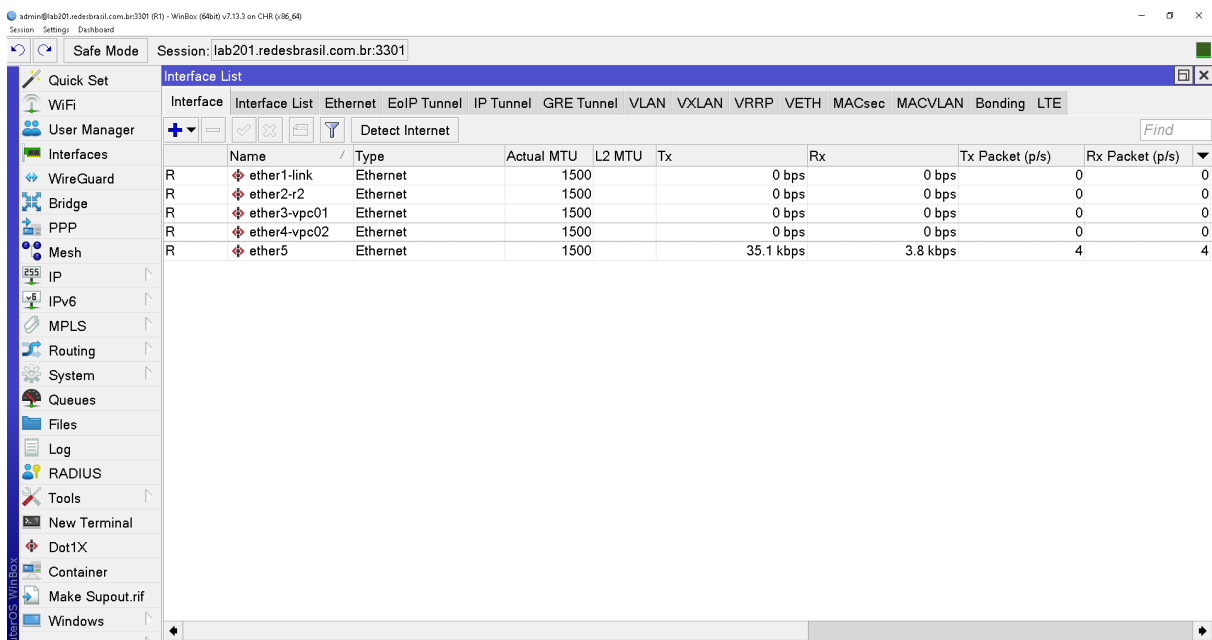 admin@lab201.redesbrasil.com.br:3301 (R1) - WinBox (64bit) v7.13.3 on CHR (x86_64)
Session Settings Dashboard
Safe Mode Session: lab201.redesbrasil.com.br:3301
Quick Set
WiFi
User Manager
Interfaces
WireGuard
Bridge
PPP
Mesh
255 IP
v6 IPv6
MPLS
Routing
System
Queues
Files
Log
RADIUS
Tools
New Terminal
Dot1X
Container
Make Supout.rif
Windows
uterOS WinBox
Interface List
Interface Interface List Ethernet EoIP Tunnel IP Tunnel GRE Tunnel VLAN VXLAN VRRP VETH MACsec MACVLAN Bonding LTE
Detect Internet Find
Name Type Actual MTU L2 MTU Tx Rx Tx Packet (p/s) Rx Packet (p/s)
R ether1-link Ethernet 1500 0 bps 0 bps 0 0
R ether2-r2 Ethernet 1500 0 bps 0 bps 0 0
R ether3-vpc01 Ethernet 1500 0 bps 0 bps 0 0
R ether4-vpc02 Ethernet 1500 0 bps 0 bps 0 0
R ether5 Ethernet 1500 35.1 kbps 3.8 kbps 4 4